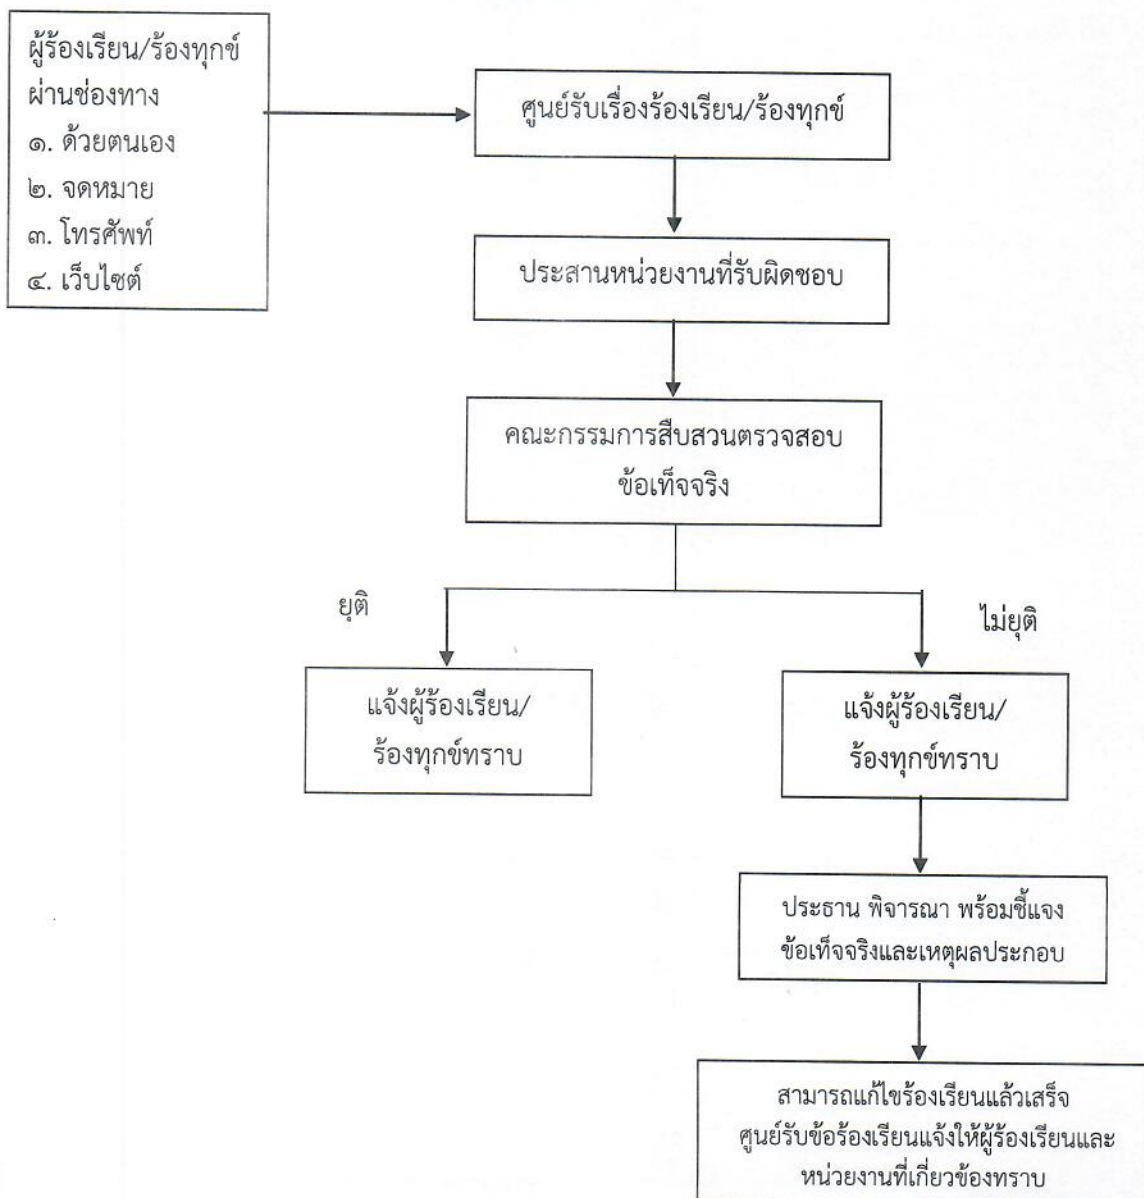 ผู้ร้องเรียน/ร้องทุกข์
ผ่านช่องทาง
๑. ด้วยตนเอง
๒. จดหมาย
๓. โทรศัพท์
๔. เว็บไซต์
ศูนย์รับเรื่องร้องเรียน/ร้องทุกข์
ประสานหน่วยงานที่รับผิดชอบ
คณะกรรมการสืบสวนตรวจสอบ
ข้อเท็จจริง
ยุติ
ไม่ยุติ
แจ้งผู้ร้องเรียน/
ร้องทุกข์ทราบ
แจ้งผู้ร้องเรียน/
ร้องทุกข์ทราบ
ประธาน พิจารณา พร้อมชี้แจง
ข้อเท็จจริงและเหตุผลประกอบ
สามารถแก้ไขร้องเรียนแล้วเสร็จ
ศูนย์รับข้อร้องเรียนแจ้งให้ผู้ร้องเรียนและ
หน่วยงานที่เกี่ยวข้องทราบ